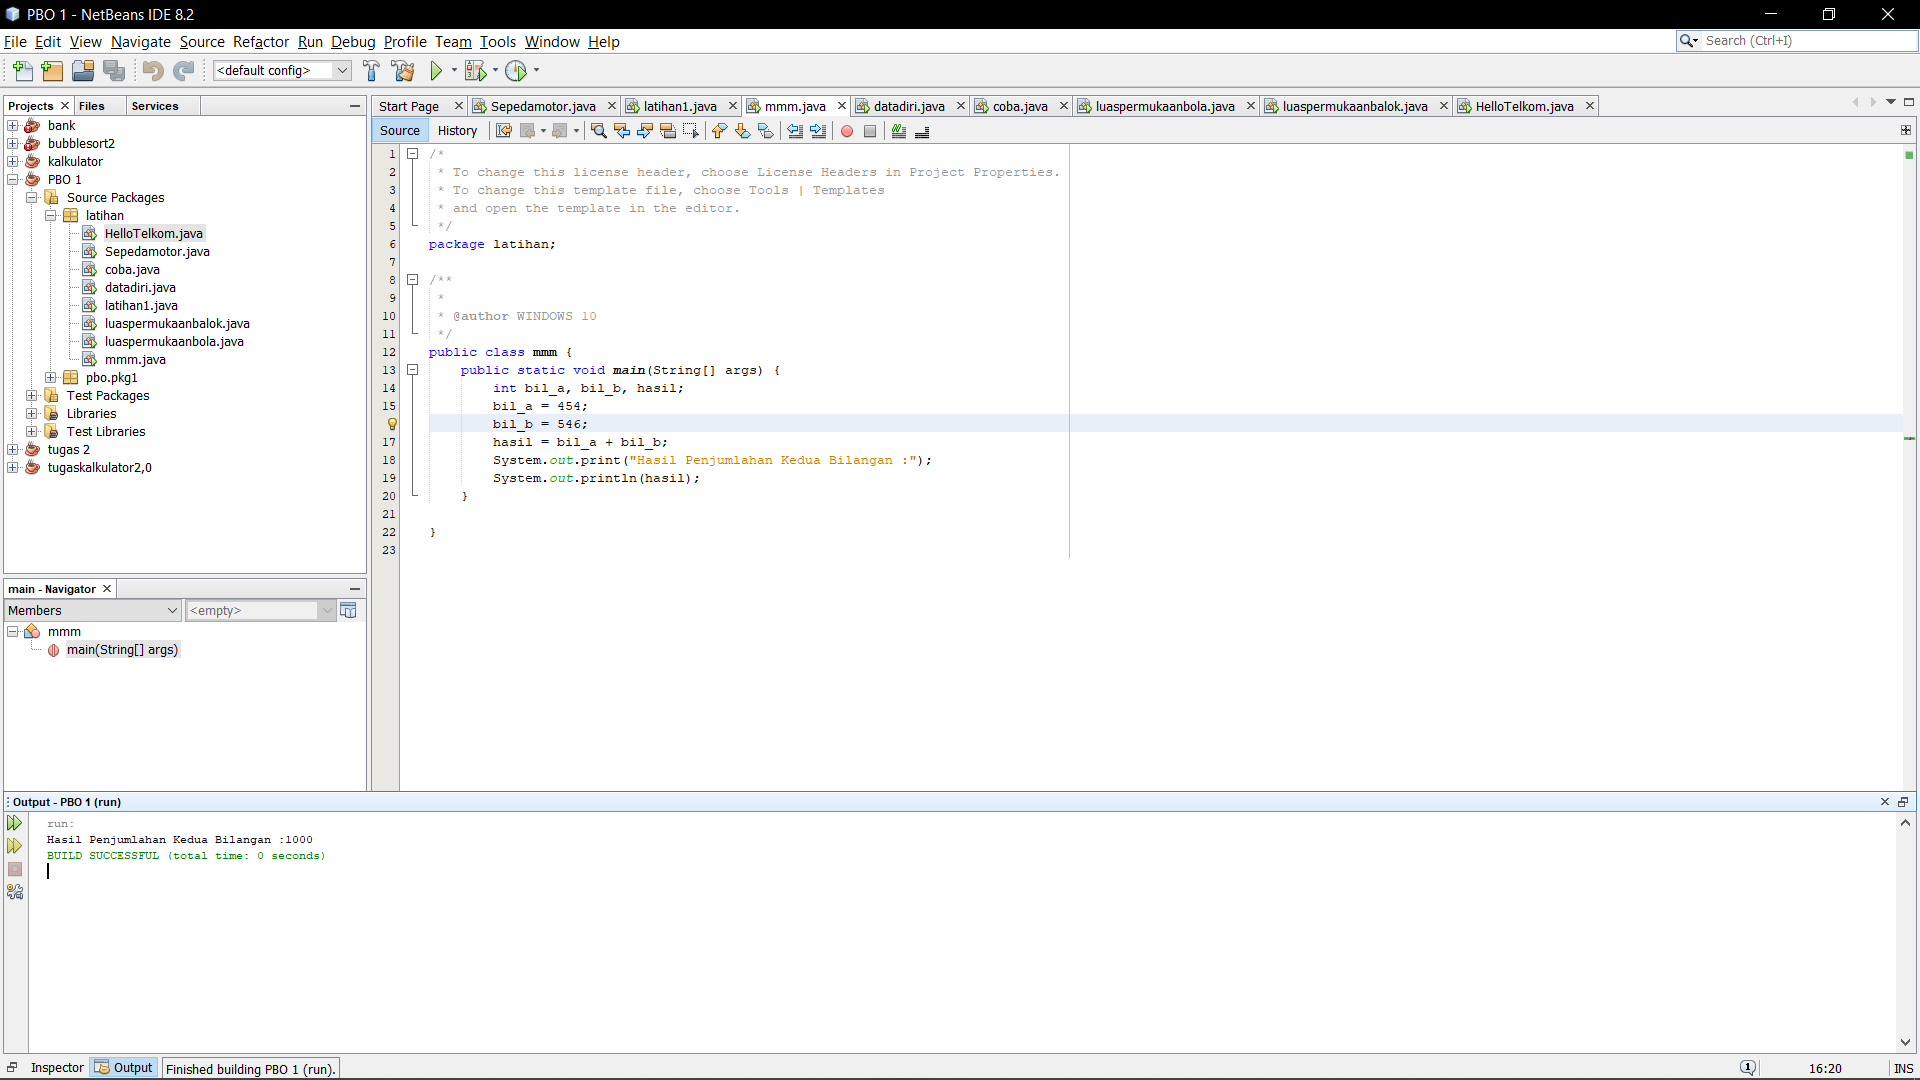 PBO 1 - NetBeans IDE 8.2
File Edit View Navigate Source Refactor Run Debug Profile Team Tools Window Help
Search (Ctrl+I)
<default config>
Projects Files Services
bank
bubblesort2
kalkulator
PBO 1
Source Packages
latihan
HelloTelkom.java
Sepedamotor.java
coba.java
datadiri.java
latihan1.java
luaspermukaanbalok.java
luaspermukaanbola.java
mmm.java
pbo.pkg1
Test Packages
Libraries
Test Libraries
tugas 2
tugaskalkulator2,0
main - Navigator
Members
<empty>
mmm
main(String[] args)
Start Page Sepedamotor.java latihan1.java mmm.java datadiri.java coba.java luaspermukaanbola.java luaspermukaanbalok.java HelloTelkom.java
Source History
1 /*
2 * To change this license header, choose License Headers in Project Properties.
3 * To change this template file, choose Tools | Templates
4 * and open the template in the editor.
5 */
6 package latihan;
7
8 /**
9 *
10 * @author WINDOWS 10
11 */
12 public class mmm {
13 public static void main(String[] args) {
14 int bil_a, bil_b, hasil;
15 bil_a = 454;
bil_b = 546;
17 hasil = bil_a + bil_b;
18 System.out.print("Hasil Penjumlahan Kedua Bilangan :");
19 System.out.println(hasil);
20 }
21
22 }
23
Output - PBO 1 (run)
run:
Hasil Penjumlahan Kedua Bilangan :1000
BUILD SUCCESSFUL (total time: 0 seconds)
Inspector Output Finished building PBO 1 (run).
1 16:20 INS